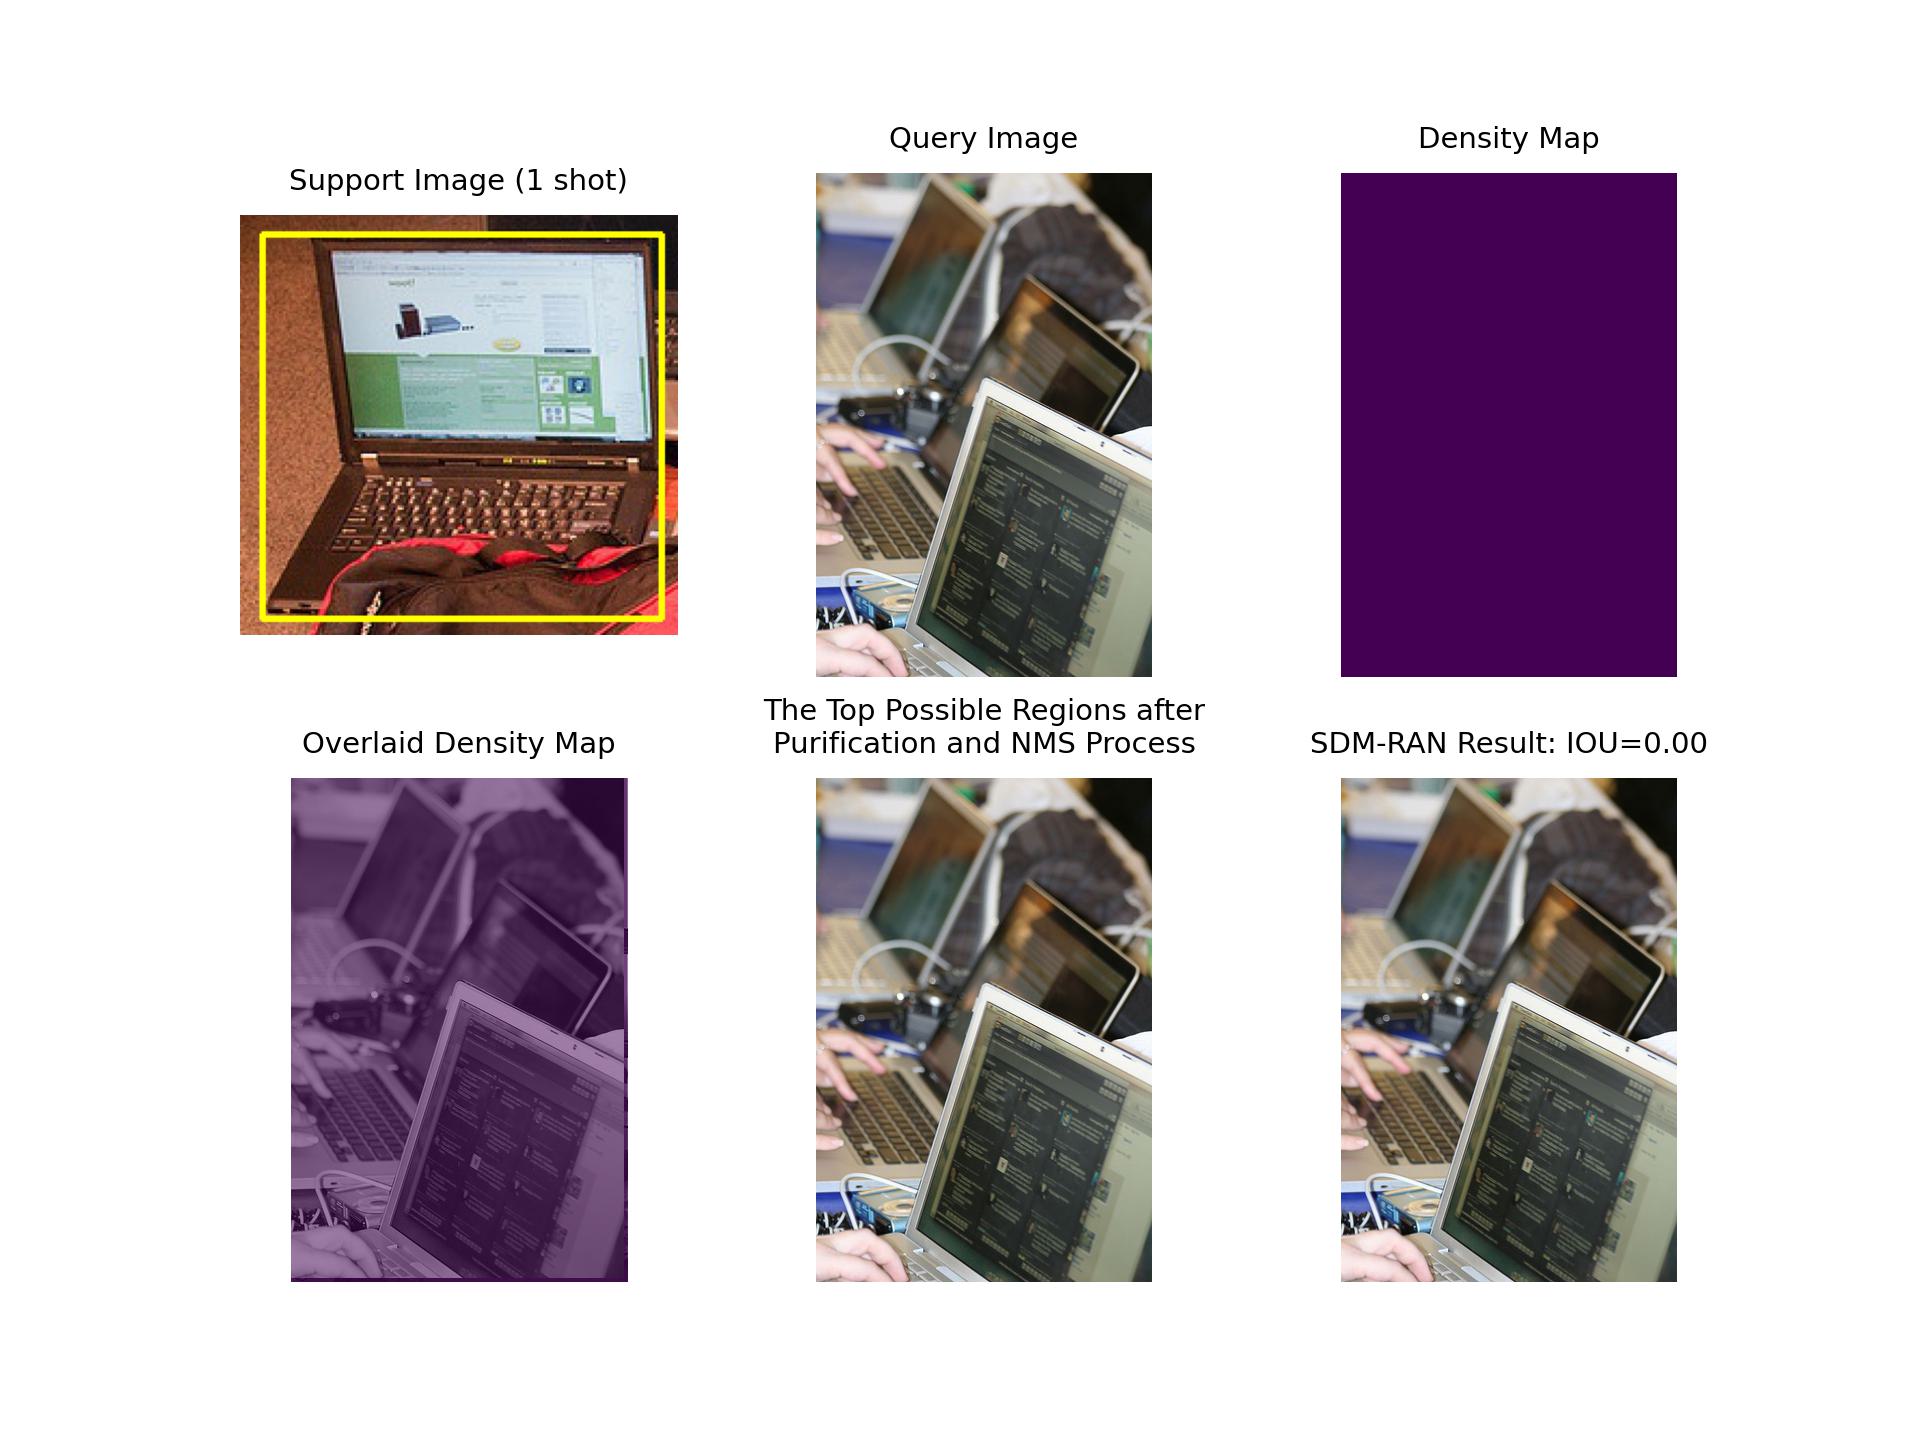 Query Image
Density Map
Support Image (1 shot)
woot!
The Top Possible Regions after
Purification and NMS Process
Overlaid Density Map
SDM-RAN Result: IOU=0.00